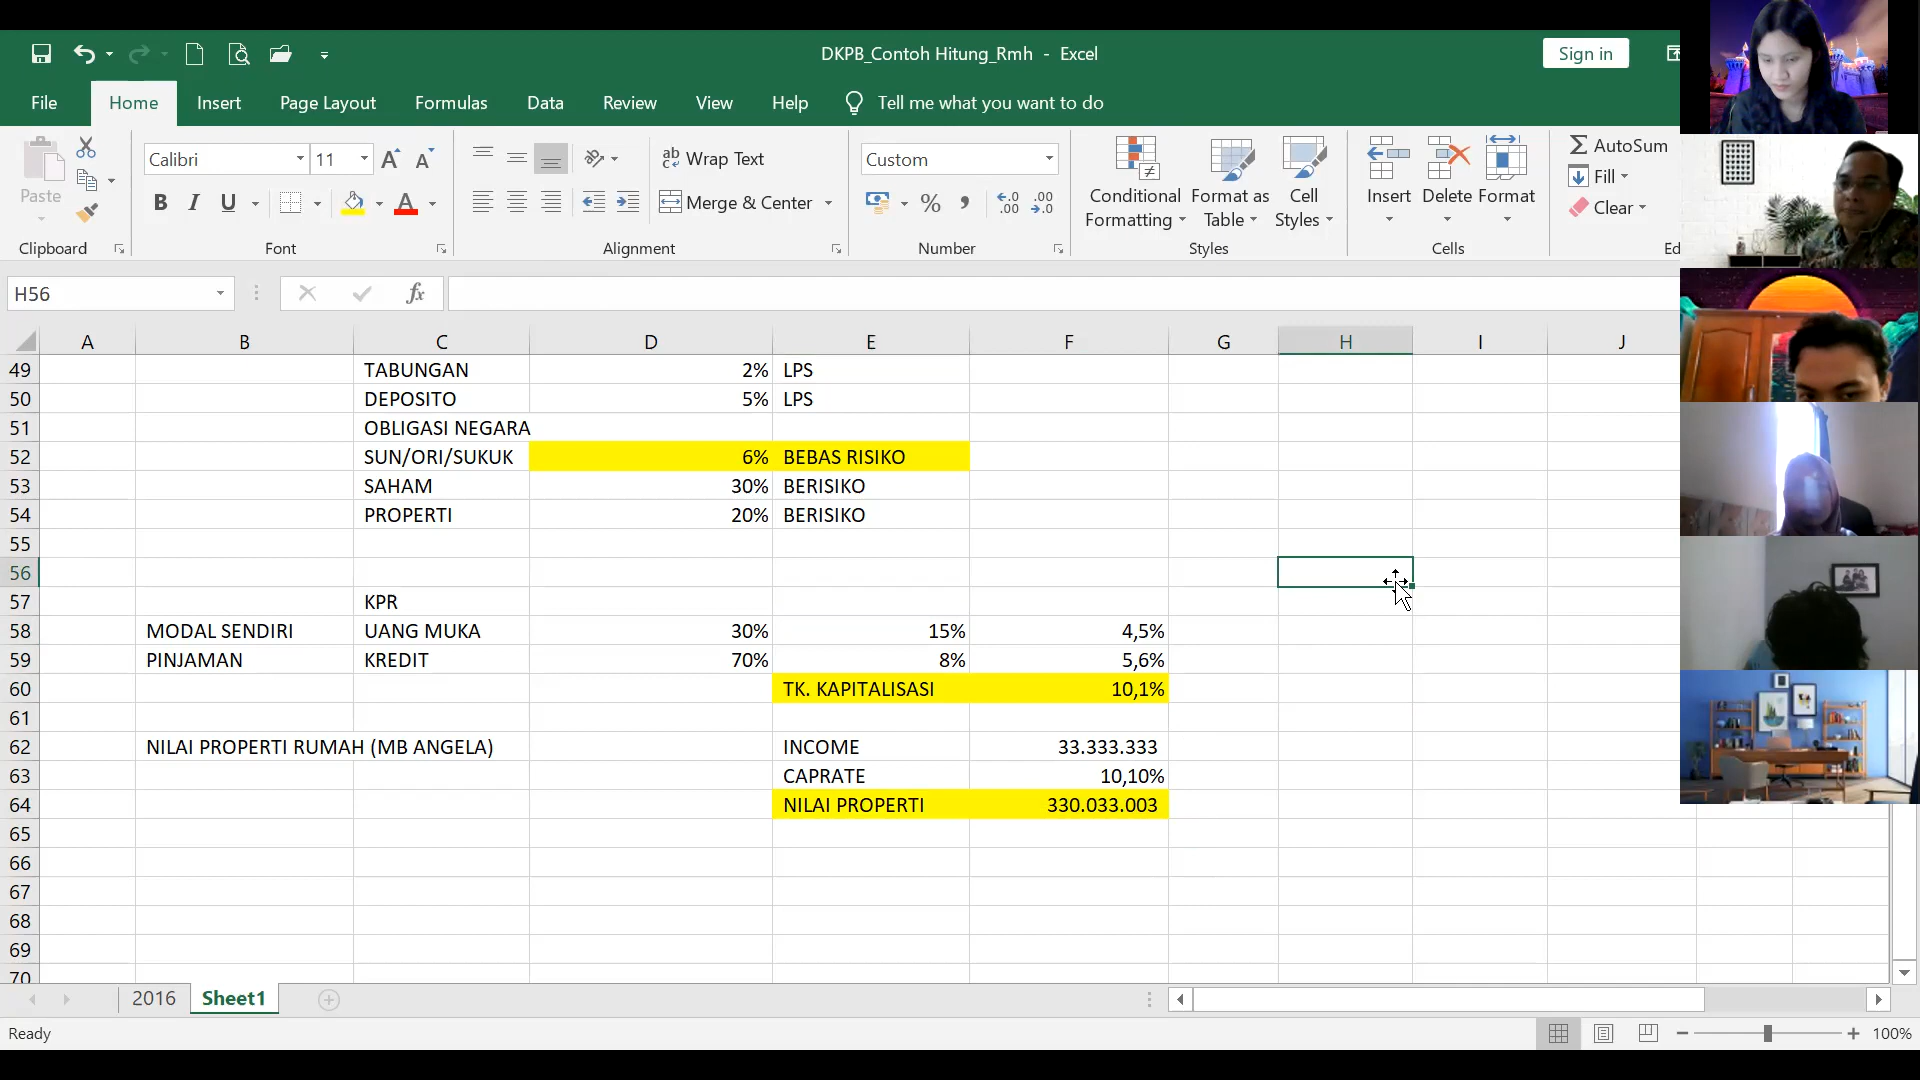 DKPB_Contoh Hitung_Rmh - Excel
Sign in
File Home Insert Page Layout Formulas Data Review View Help Tell me what you want to do
Calibri 11 Wrap Text Custom AutoSum
Paste Fill
B I U Merge & Center % Clear
Conditional Formatting Format as Table Cell Styles Insert Delete Format
Clipboard Font Alignment Number Styles Cells Ed
H56 fx
A B C D E F G H I J
49 TABUNGAN 2% LPS
50 DEPOSITO 5% LPS
51 OBLIGASI NEGARA
52 SUN/ORI/SUKUK 6% BEBAS RISIKO
53 SAHAM 30% BERISIKO
54 PROPERTI 20% BERISIKO
55
56
57 KPR
58 MODAL SENDIRI UANG MUKA 30% 15% 4,5%
59 PINJAMAN KREDIT 70% 8% 5,6%
60 TK. KAPITALISASI 10,1%
61
62 NILAI PROPERTI RUMAH (MB ANGELA) INCOME 33.333.333
63 CAPRATE 10,10%
64 NILAI PROPERTI 330.033.003
65
66
67
68
69
70
2016 Sheet1
Ready 100%